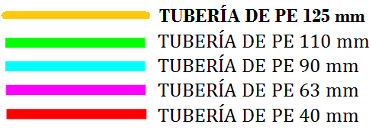 TUBERÍA DE PE 125 mm
TUBERÍA DE PE 110 mm
TUBERÍA DE PE 90 mm
TUBERÍA DE PE 63 mm
TUBERÍA DE PE 40 mm